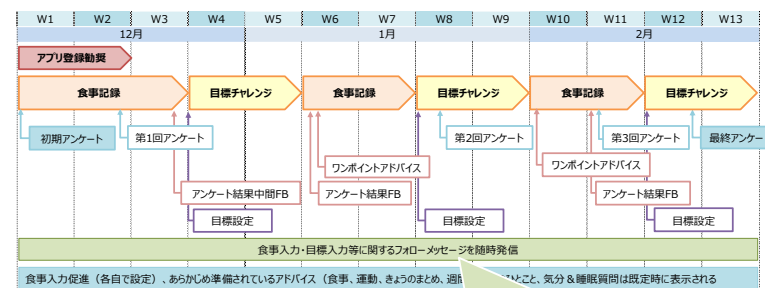 W1 W2 W3 W4 W5 W6 W7 W8 W9 W10 W11 W12 W13
12月 1月 2月
アプリ登録勧奨
食事記録 目標チャレンジ 食事記録 目標チャレンジ 食事記録 目標チャレンジ
初期アンケート 第1回アンケート 第2回アンケート 第3回アンケート 最終アンケー
ワンポイントアドバイス ワンポイントアドバイス
アンケート結果中間FB アンケート結果FB アンケート結果FB
目標設定 目標設定 目標設定
食事入力・目標入力等に関するフォローメッセージを随時発信
食事入力促進(各自で設定)、あらかじめ準備されているアドバイス(食事、運動、きょうのまとめ、週間 とこと、気分&睡眠質問は既定時に表示される